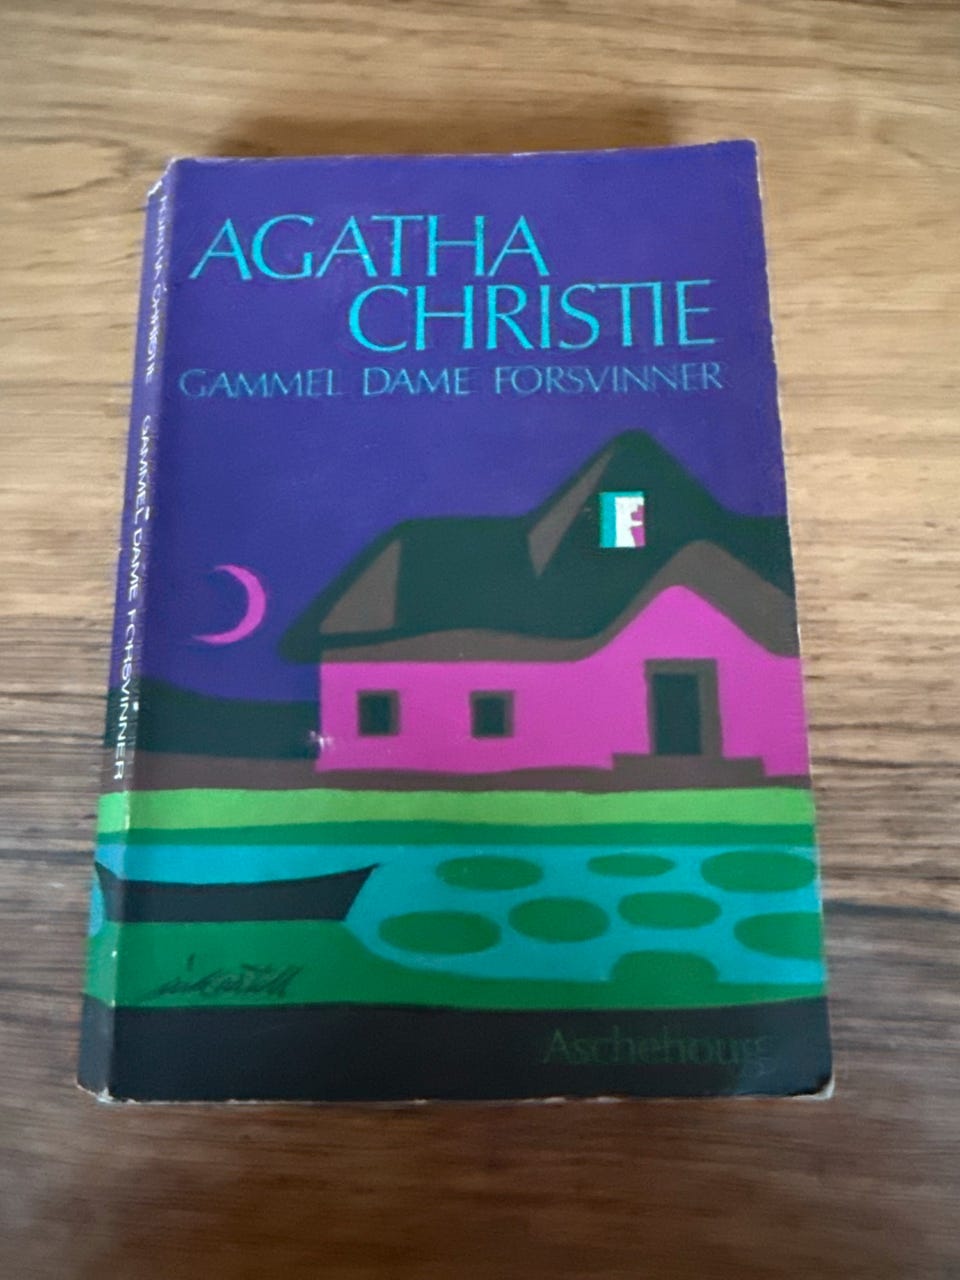 AGATHA
CHRISTIE
GAMMEL DAME FORSVINNER
AGATHA CHRISTIE GAMMEL DAME FORSVINNER
Aschehoug